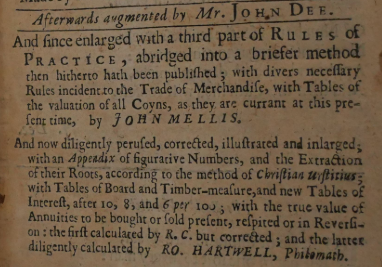 Afterwards augmented by Mr. JOHN DEE.
And ſince enlarged with a third part of RULES of
PRACTICE, abridged into a briefer method
then hitherto hath been publiſhed; with divers neceſſary
Rules incident to the Trade of Merchandiſe, with Tables of
the valuation of all Coyns, as they are currant at this pre-
ſent time, by JOHN MELLIS.
And now diligently peruſed, corrected, illustrated and inlarged;
with an Appendix of figurative Numbers, and the Extraction
of their Roots, according to the method of Chriſtian Urſtitius;
with Tables of Board and Timber-meaſure, and new Tables of
Intereſt, after 10, 8, and 6 per 100; with the true value of
Annuities to be bought or ſold preſent, reſpited or in Reverſi-
on: the firſt calculated by R. C. but corrected; and the latter
diligently calculated by RO. HARTWELL, Philomath.